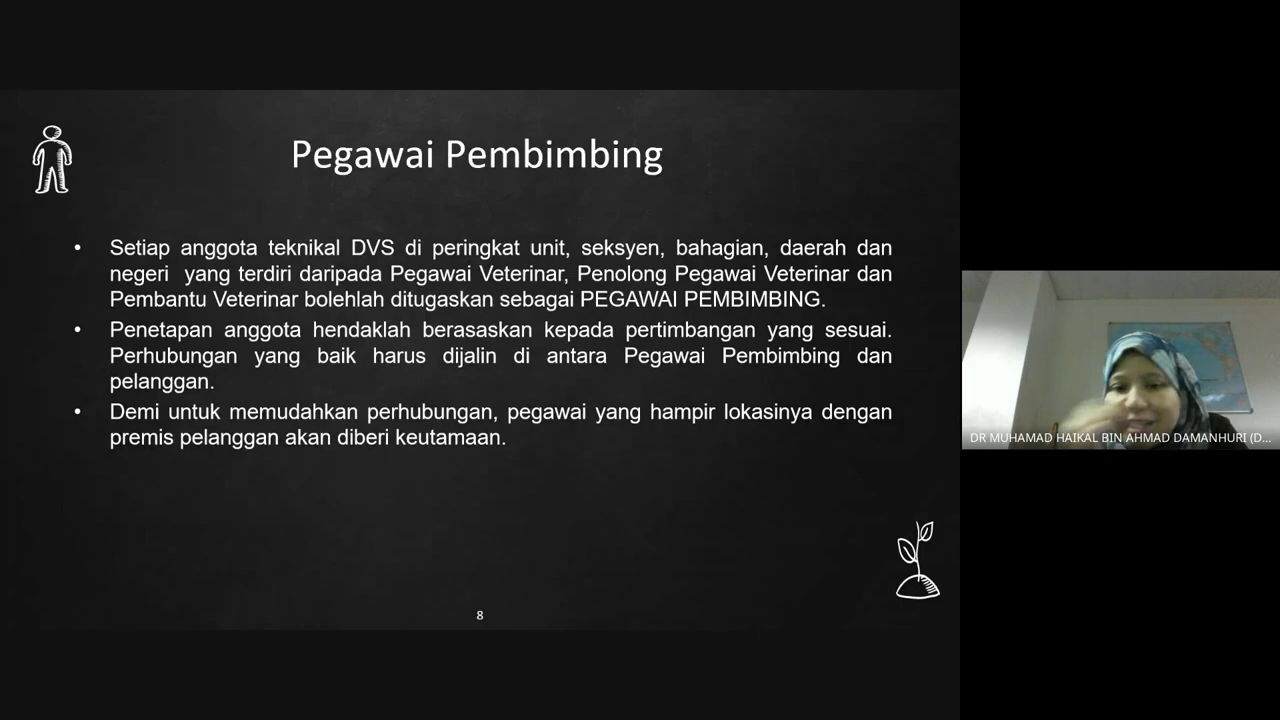 Pegawai Pembimbing
• Setiap anggota teknikal DVS di peringkat unit, seksyen, bahagian, daerah dan
negeri yang terdiri daripada Pegawai Veterinar, Penolong Pegawai Veterinar dan
Pembantu Veterinar bolehlah ditugaskan sebagai PEGAWAI PEMBIMBING.
• Penetapan anggota hendaklah berasaskan kepada pertimbangan yang sesuai.
Perhubungan yang baik harus dijalin di antara Pegawai Pembimbing dan
pelanggan.
• Demi untuk memudahkan perhubungan, pegawai yang hampir lokasinya dengan
premis pelanggan akan diberi keutamaan.
8
DR MUHAMAD HAIKAL BIN AHMAD DAMANHURI (D...